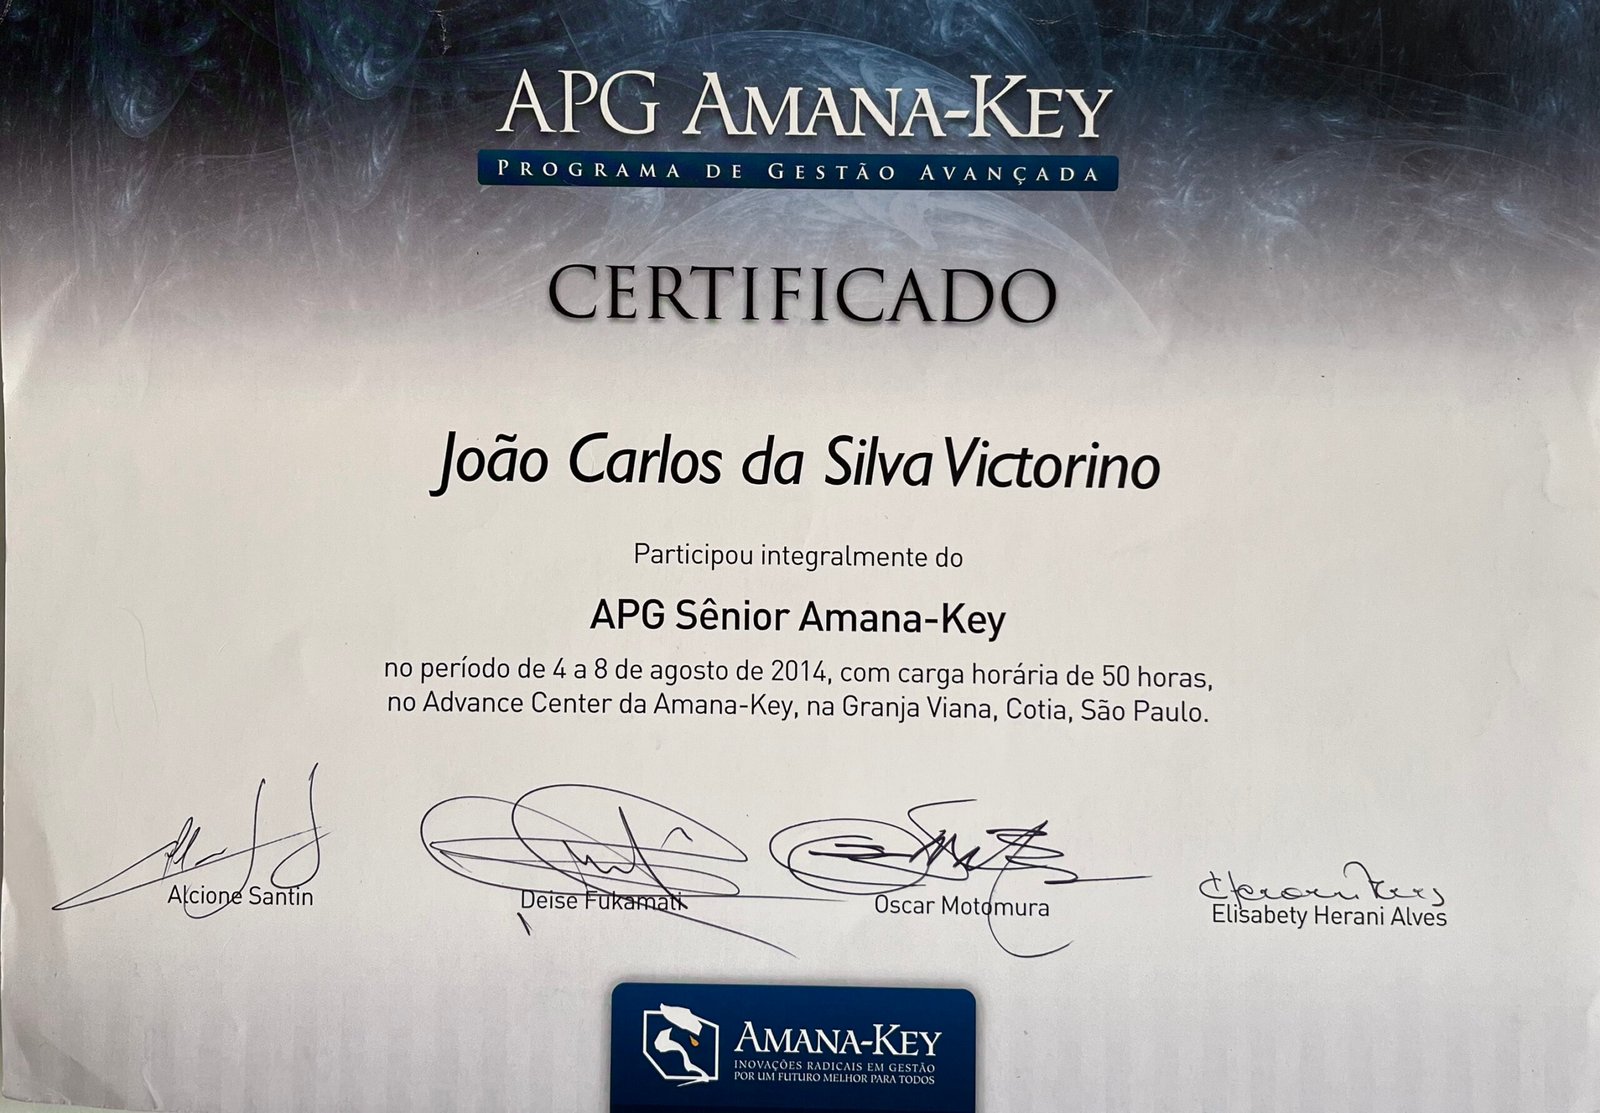 APG AMANA-KEY
PROGRAMA DE GESTÃO AVANÇADA
CERTIFICADO
João Carlos da Silva Victorino
Participou integralmente do
APG Sênior Amana-Key
no período de 4 a 8 de agosto de 2014, com carga horária de 50 horas,
no Advance Center da Amana-Key, na Granja Viana, Cotia, São Paulo.
Alcione Santin
Deise Fukamati
Oscar Motomura
Elisabety Herani Alves
AMANA-KEY
INOVAÇÕES RADICAIS EM GESTÃO
POR UM FUTURO MELHOR PARA TODOS